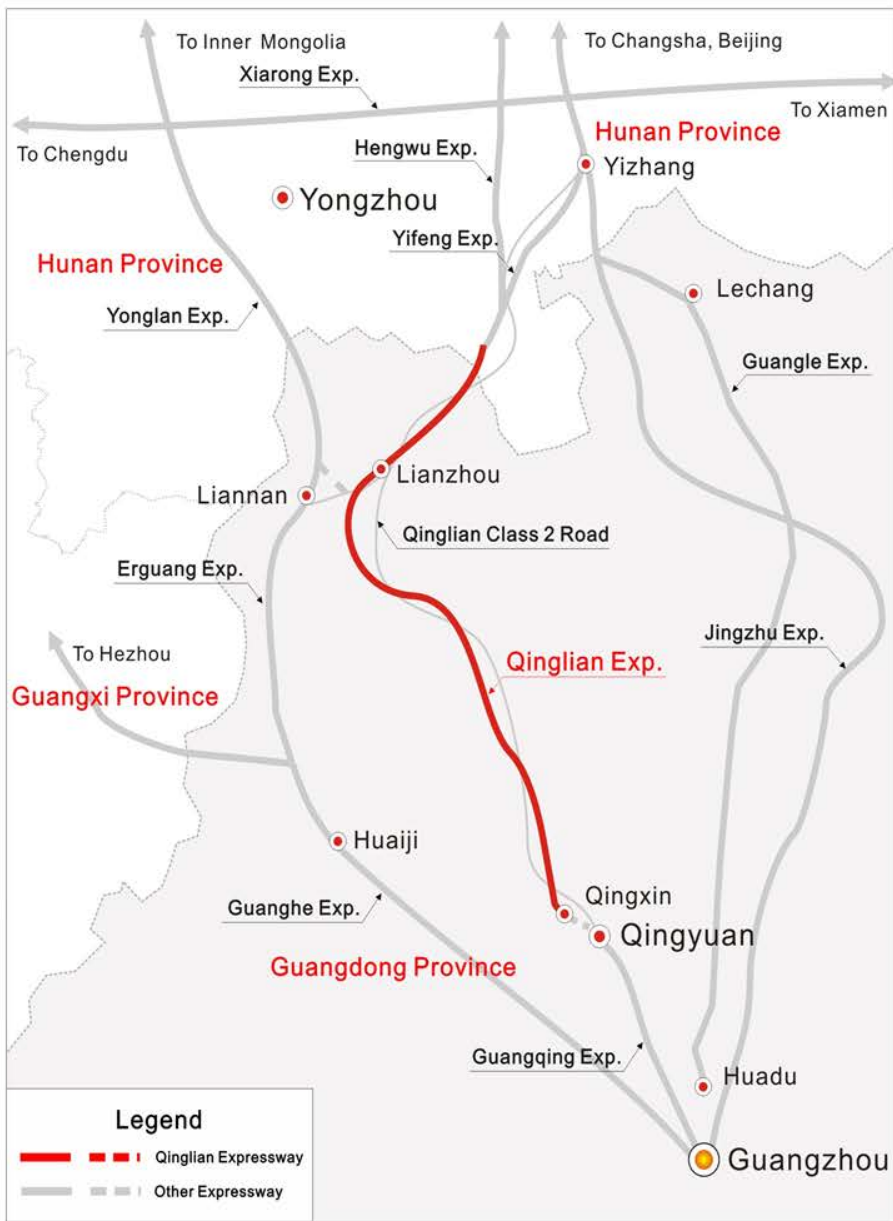 To Inner Mongolia
To Changsha, Beijing
Xiarong Exp.
To Xiamen
To Chengdu
Hengwu Exp.
Hunan Province
Yizhang
Yongzhou
Yifeng Exp.
Hunan Province
Lechang
Yonglan Exp.
Guangle Exp.
Lianzhou
Liannan
Qinglian Class 2 Road
Erguang Exp.
Jingzhu Exp.
To Hezhou
Qinglian Exp.
Guangxi Province
Huaiji
Qingxin
Guanghe Exp.
Qingyuan
Guangdong Province
Guangqing Exp.
Huadu
Legend
Qinglian Expressway
Guangzhou
Other Expressway